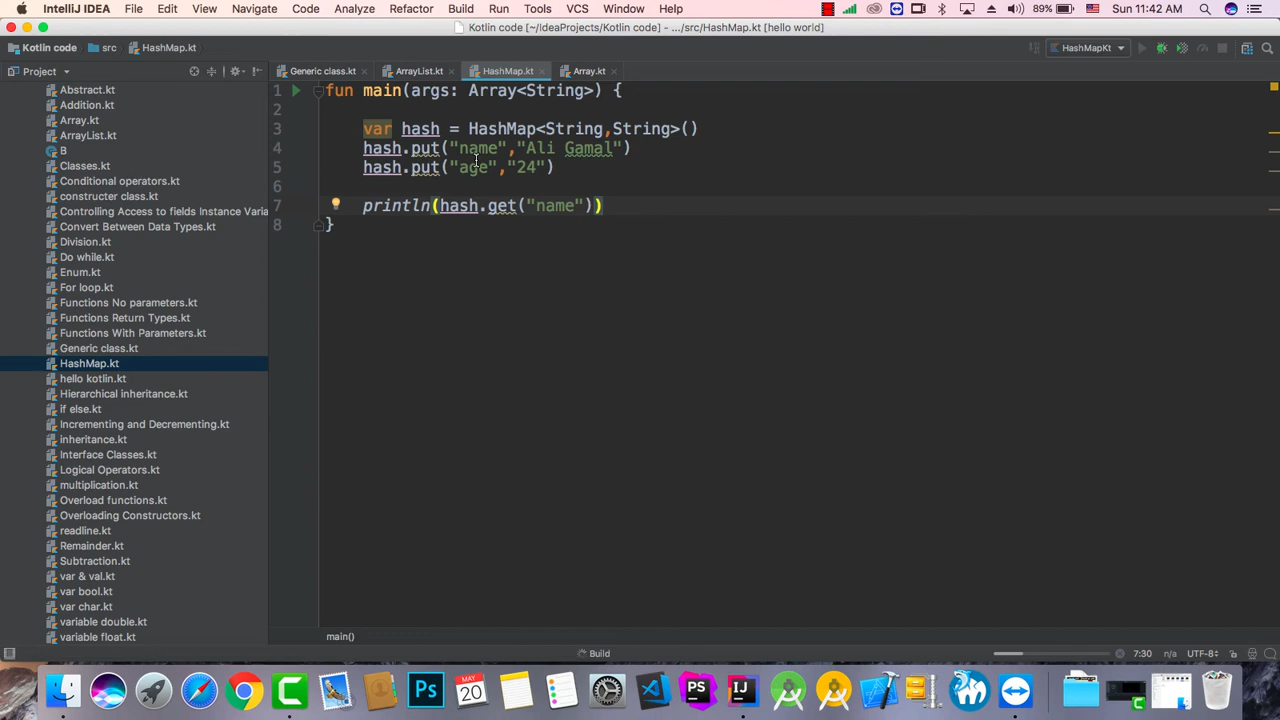 IntelliJ IDEA File Edit View Navigate Code Analyze Refactor Build Run Tools VCS Window Help 89% Sun 11:42 AM
Kotlin code [~/IdeaProjects/Kotlin code] - .../src/HashMap.kt [hello world]
Kotlin code src HashMap.kt HashMapKt
Project Generic class.kt ArrayList.kt HashMap.kt Array.kt
Abstract.kt
Addition.kt
Array.kt
ArrayList.kt
B
Classes.kt
Conditional operators.kt
constructer class.kt
Controlling Access to fields Instance Varia
Convert Between Data Types.kt
Division.kt
Do while.kt
Enum.kt
For loop.kt
Functions No parameters.kt
Functions Return Types.kt
Functions With Parameters.kt
Generic class.kt
HashMap.kt
hello kotlin.kt
Hierarchical inheritance.kt
if else.kt
Incrementing and Decrementing.kt
inheritance.kt
Interface Classes.kt
Logical Operators.kt
multiplication.kt
Overload functions.kt
Overloading Constructors.kt
readline.kt
Remainder.kt
Subtraction.kt
var & val.kt
var bool.kt
var char.kt
variable double.kt
variable float.kt
1 fun main(args: Array<String>) {
2
3 var hash = HashMap<String,String>()
4 hash.put("name","Ali Gamal")
5 hash.put("age","24")
6
7 println(hash.get("name"))
8 }
main()
Build 7:30 n/a UTF-8
Ps MAY 20 PS IJ